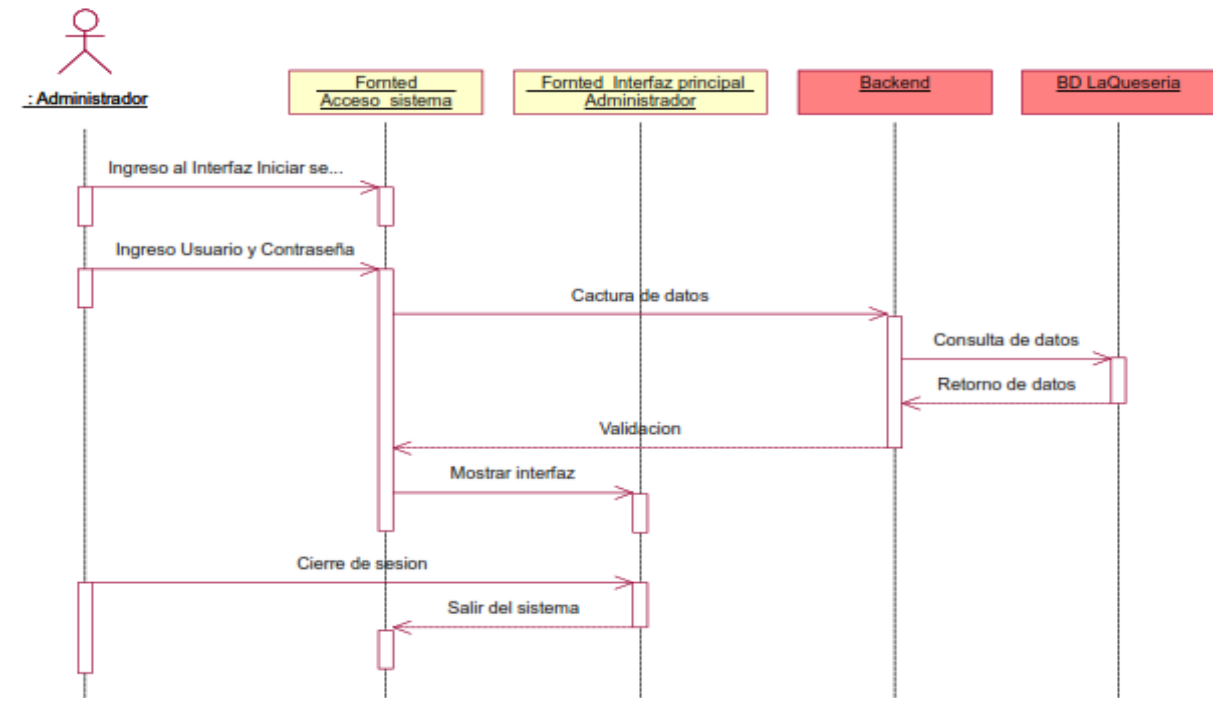 : Administrador
Fornted
Acceso sistema
Fornted Interfaz principal
Administrador
Backend
BD LaQueseria
Ingreso al Interfaz Iniciar se...
Ingreso Usuario y Contraseña
Cactura de datos
Consulta de datos
Retorno de datos
Validacion
Mostrar interfaz
Cierre de sesion
Salir del sistema